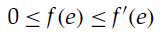 0 ≤ f(e) ≤ f′(e)